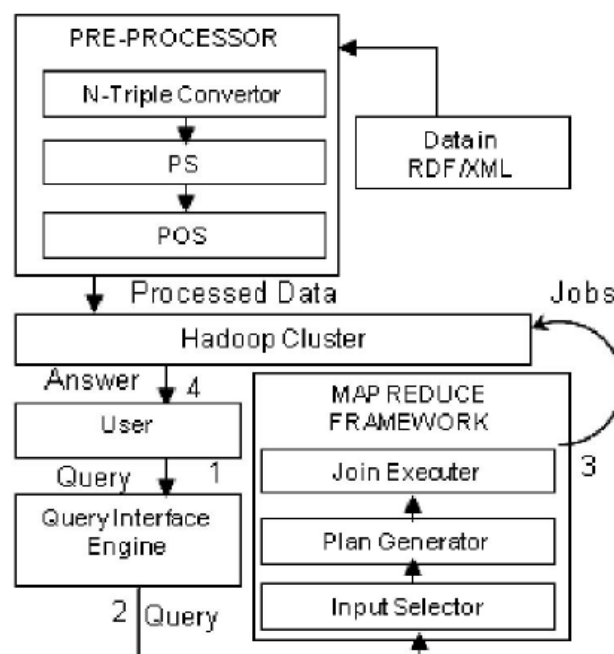 PRE-PROCESSOR
N-Triple Convertor
PS
POS
Data in
RDF/XML
Processed Data
Jobs
Hadoop Cluster
Answer
4
User
Query
1
Query Interface
Engine
2
Query
MAP REDUCE
FRAMEWORK
Join Executer
3
Plan Generator
Input Selector